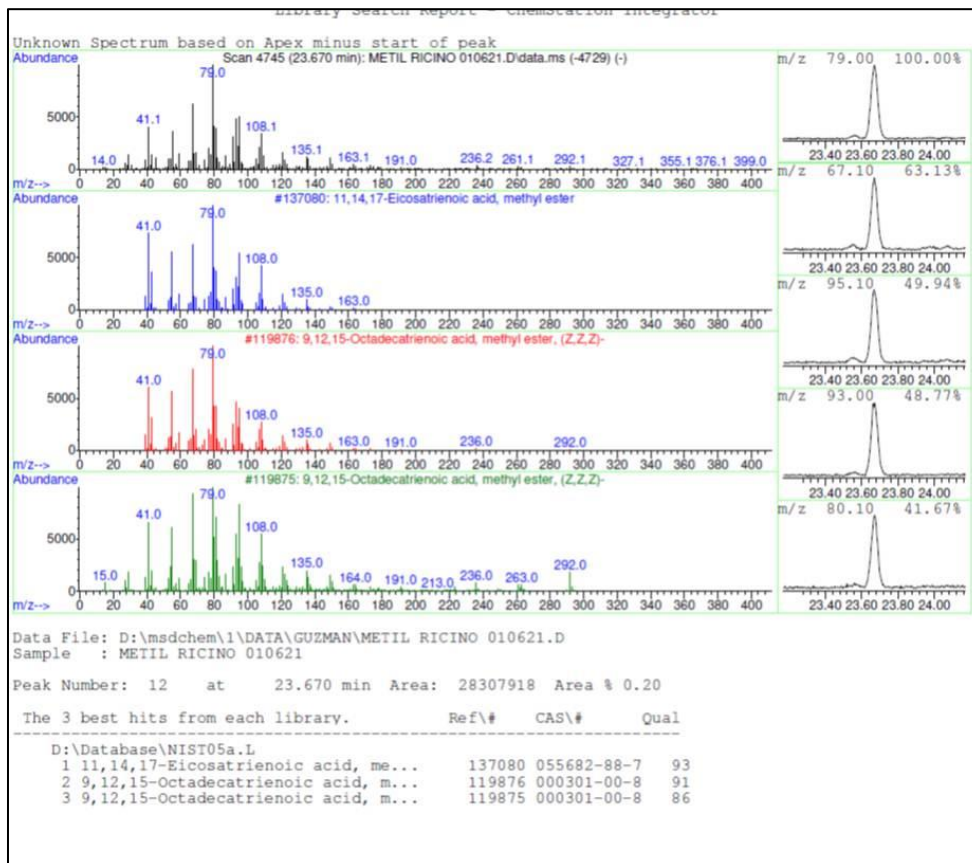 Library Search Report - ChemStation Integrator
Unknown Spectrum based on Apex minus start of peak
Abundance
Scan 4745 (23.670 min): METIL RICINO 010621.D\data.ms (-4729) (-)
79.0
5000
41.1
108.1
14.0
135.1
163.1
191.0
236.2
261.1
292.1
327.1
355.1
376.1
399.0
0
0 20 40 60 80 100 120 140 160 180 200 220 240 260 280 300 320 340 360 380 400
m/z-->
Abundance
#137080: 11,14,17-Eicosatrienoic acid, methyl ester
79.0
41.0
5000
108.0
135.0
163.0
0
0 20 40 60 80 100 120 140 160 180 200 220 240 260 280 300 320 340 360 380 400
m/z-->
Abundance
#119876: 9,12,15-Octadecatrienoic acid, methyl ester, (Z,Z,Z)-
79.0
41.0
5000
108.0
135.0
163.0
191.0
236.0
292.0
0
0 20 40 60 80 100 120 140 160 180 200 220 240 260 280 300 320 340 360 380 400
m/z-->
Abundance
#119875: 9,12,15-Octadecatrienoic acid, methyl ester, (Z,Z,Z)-
79.0
41.0
5000
108.0
15.0
135.0
164.0
191.0
213.0
236.0
263.0
292.0
0
0 20 40 60 80 100 120 140 160 180 200 220 240 260 280 300 320 340 360 380 400
m/z-->
m/z 79.00 100.00%
23.40 23.60 23.80 24.00
m/z 67.10 63.13%
23.40 23.60 23.80 24.00
m/z 95.10 49.94%
23.40 23.60 23.80 24.00
m/z 93.00 48.77%
23.40 23.60 23.80 24.00
m/z 80.10 41.67%
23.40 23.60 23.80 24.00
Data File: D:\msdchem\1\DATA\GUZMAN\METIL RICINO 010621.D
Sample : METIL RICINO 010621
Peak Number: 12 at 23.670 min Area: 28307918 Area % 0.20
The 3 best hits from each library. Ref\# CAS\# Qual
D:\Database\NIST05a.L
1 11,14,17-Eicosatrienoic acid, me... 137080 055682-88-7 93
2 9,12,15-Octadecatrienoic acid, m... 119876 000301-00-8 91
3 9,12,15-Octadecatrienoic acid, m... 119875 000301-00-8 86